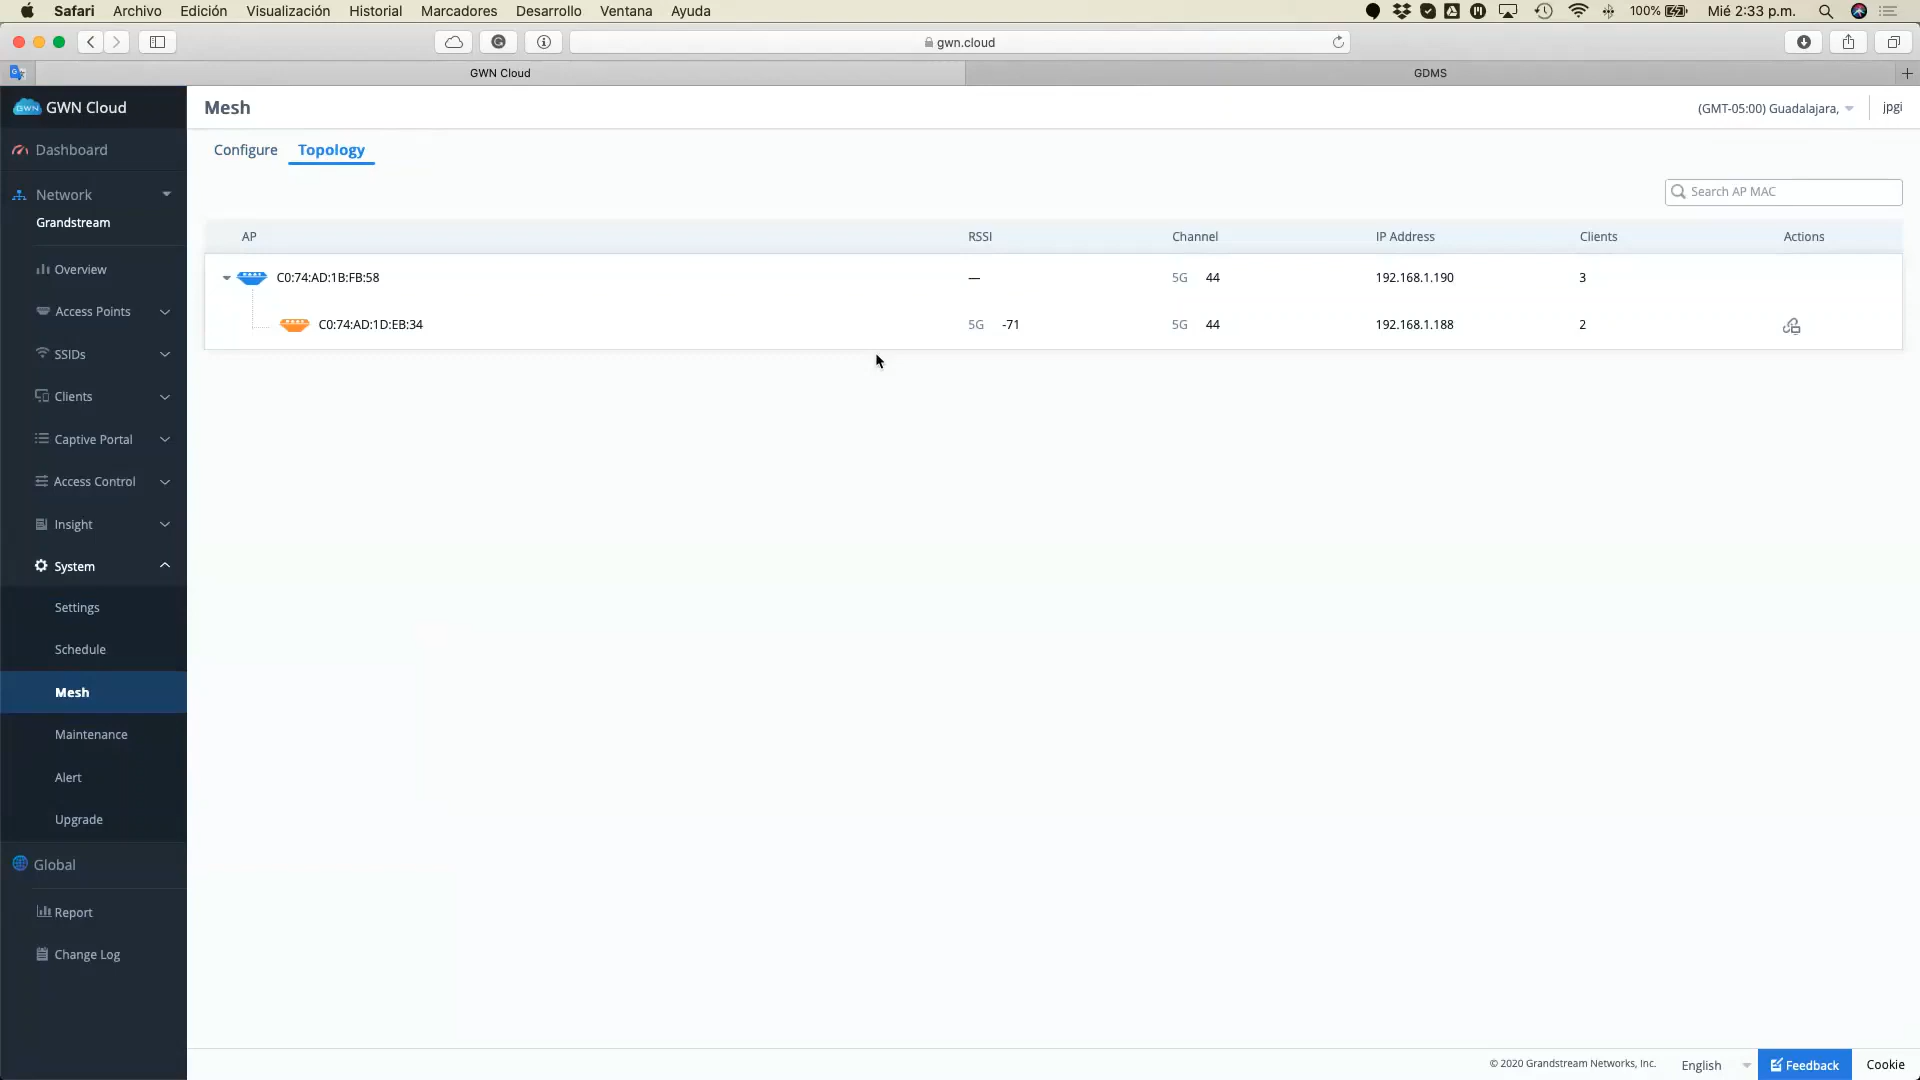 Safari Archivo Edición Visualización Historial Marcadores Desarrollo Ventana Ayuda 100% Mié 2:33 p.m.
gwn.cloud
GWN Cloud GDMS
GWN GWN Cloud
Mesh
(GMT-05:00) Guadalajara, jpgi
Dashboard
Configure Topology
Network
Grandstream
Search AP MAC
AP RSSI Channel IP Address Clients Actions
C0:74:AD:1B:FB:58 — 5G 44 192.168.1.190 3
C0:74:AD:1D:EB:34 5G -71 5G 44 192.168.1.188 2
Overview
Access Points
SSIDs
Clients
Captive Portal
Access Control
Insight
System
Settings
Schedule
Mesh
Maintenance
Alert
Upgrade
Global
Report
Change Log
© 2020 Grandstream Networks, Inc. English Feedback Cookie